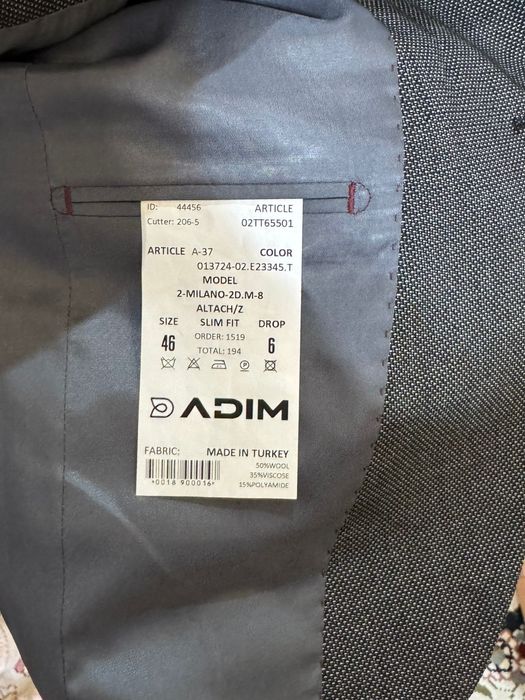 ID: 44456 ARTICLE
Cutter: 206-5 02TT65501
ARTICLE A-37 COLOR
013724-02.E23345.T
MODEL
2-MILANO-2D.M-8
ALTACH/Z
SIZE SLIM FIT DROP
46 ORDER: 1519 6
TOTAL: 194
ADIM
FABRIC: MADE IN TURKEY
50%WOOL
35%VISCOSE
15%POLYAMIDE
*0018 900016*